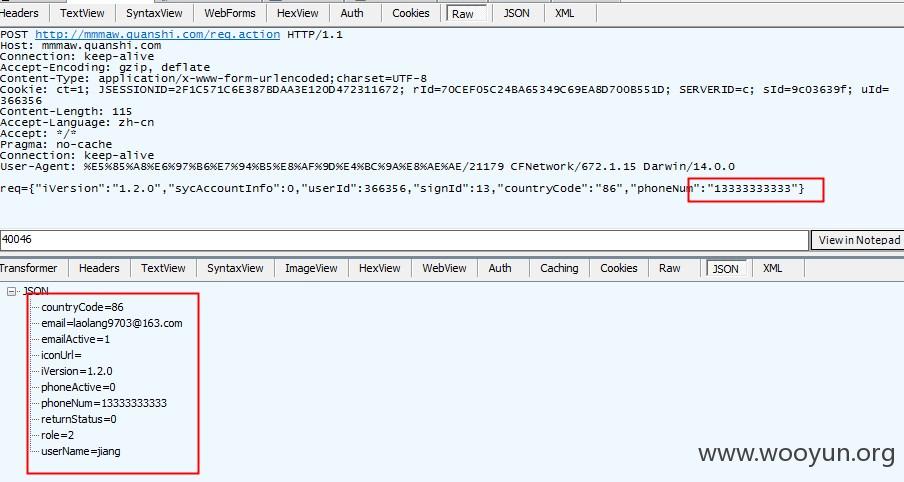 Headers TextView SyntaxView WebForms HexView Auth Cookies Raw JSON XML
POST http://mmmaw.quanshi.com/req.action HTTP/1.1
Host: mmmaw.quanshi.com
Connection: keep-alive
Accept-Encoding: gzip, deflate
Content-Type: application/x-www-form-urlencoded;charset=UTF-8
Cookie: ct=1; JSESSIONID=2F1C571C6E387BDAA3E120D472311672; rId=70CEF05C24BA65349C69EA8D700B551D; SERVERID=c; sId=9c03639f; uId=
366356
Content-Length: 115
Accept-Language: zh-cn
Accept: */*
Pragma: no-cache
Connection: keep-alive
User-Agent: %E5%85%A8%E6%97%B6%E7%94%B5%E8%AF%9D%E4%BC%9A%E8%AE%AE/21179 CFNetwork/672.1.15 Darwin/14.0.0
req={"iVersion":"1.2.0","sycAccountInfo":0,"userId":366356,"signId":13,"countryCode":"86","phoneNum":"13333333333"}
40046 View in Notepad
Transformer Headers TextView SyntaxView ImageView HexView WebView Auth Caching Cookies Raw JSON XML
JSON
countryCode=86
email=laolang9703@163.com
emailActive=1
iconUrl=
iVersion=1.2.0
phoneActive=0
phoneNum=13333333333
returnStatus=0
role=2
userName=jiang
www.wooyun.org